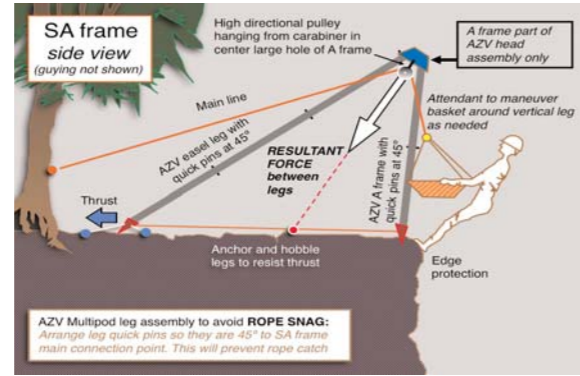 SA frame
side view
(guying not shown)
High directional pulley
hanging from carabiner in
center large hole of A frame
A frame part of
AZV head
assembly only
Main line
AZV easel leg with
quick pins at 45°
RESULTANT
FORCE
between
legs
AZV A frame with
quick pins at 45°
Attendant to maneuver
basket around vertical leg
as needed
Thrust
Anchor and hobble
legs to resist thrust
Edge
protection
AZV Multipod leg assembly to avoid ROPE SNAG:
Arrange leg quick pins so they are 45° to SA frame
main connection point. This will prevent rope catch